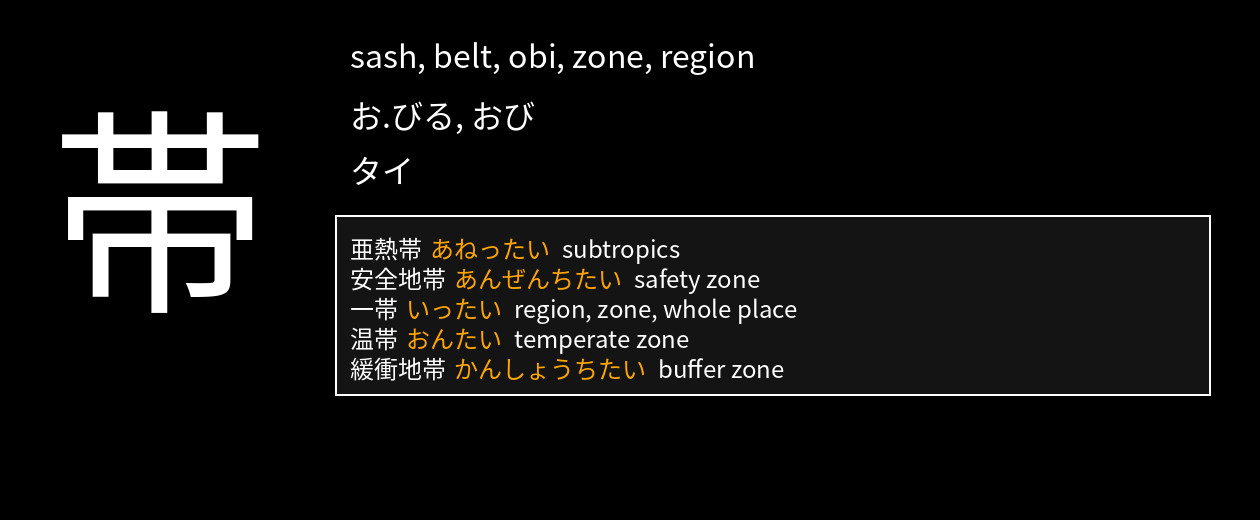 帯
sash, belt, obi, zone, region
お.びる, おび
タイ
亜熱帯 あねったい subtropics
安全地帯 あんぜんちたい safety zone
一帯 いったい region, zone, whole place
温帯 おんたい temperate zone
緩衝地帯 かんしょうちたい buffer zone